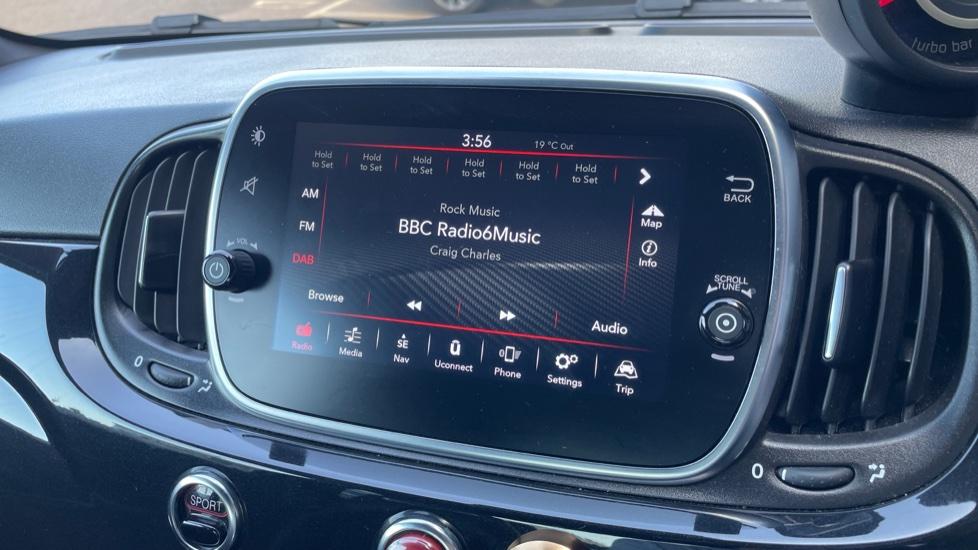 turbo bar
3:56 19 °C Out
Hold to Set
Hold to Set
Hold to Set
Hold to Set
Hold to Set
Hold to Set
AM
FM
DAB
Rock Music
BBC Radio6Music
Craig Charles
Map
Info
BACK
VOL
SCROLL
TUNE
Browse
Audio
Radio
Media
SE
Nav
Uconnect
Phone
Settings
Trip
0
0
SPORT